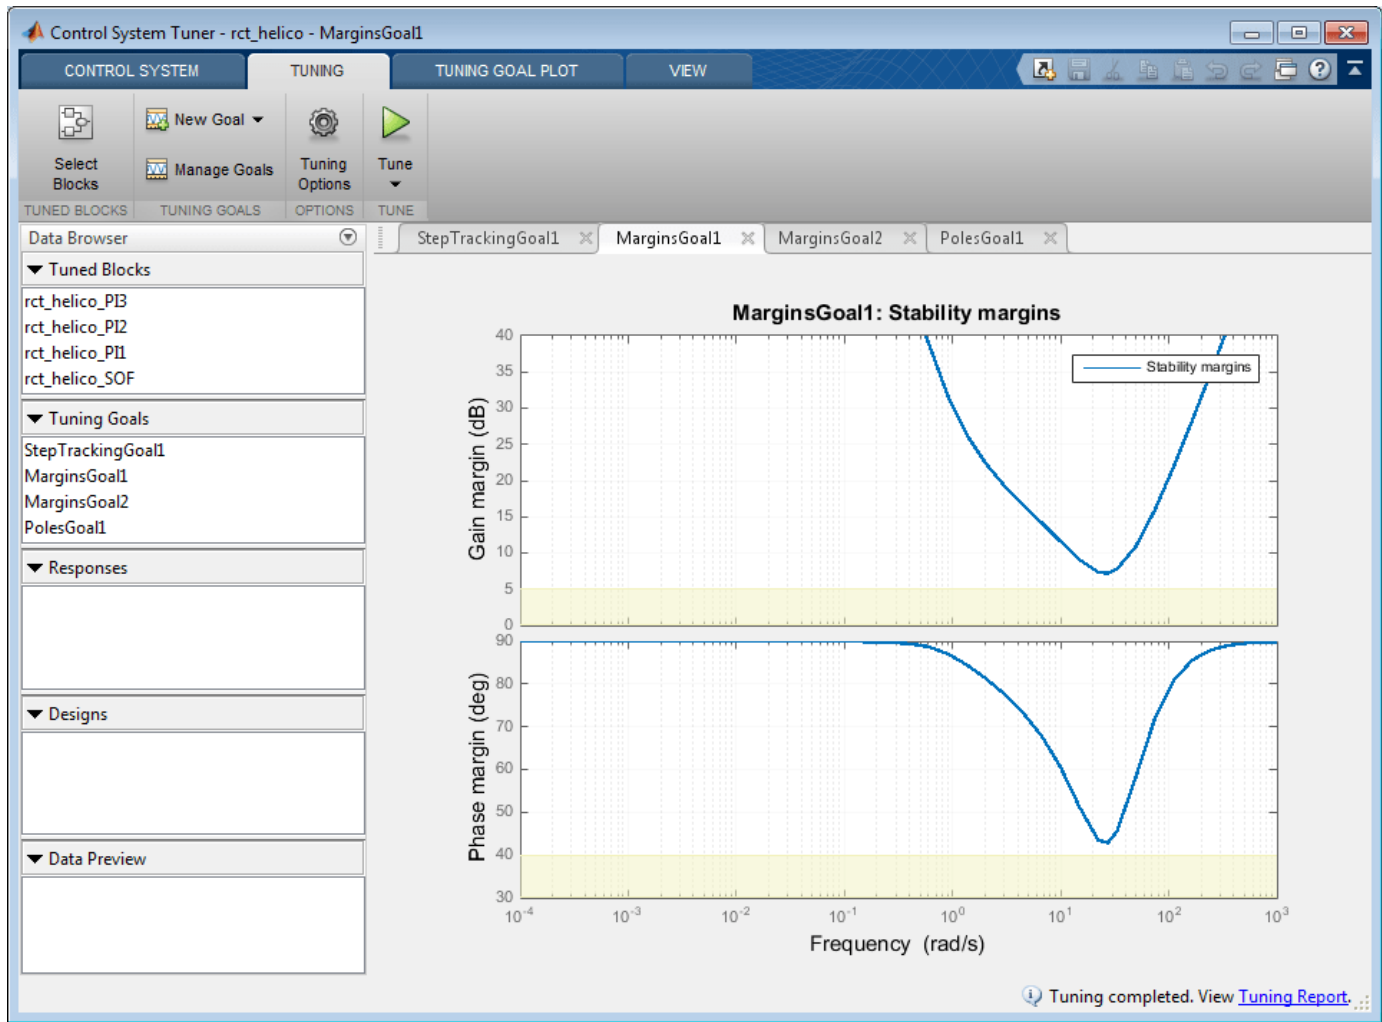 Control System Tuner - rct_helico - MarginsGoal1
CONTROL SYSTEM TUNING TUNING GOAL PLOT VIEW
Select Blocks
New Goal
Manage Goals
Tuning Options
Tune
TUNED BLOCKS TUNING GOALS OPTIONS TUNE
Data Browser
Tuned Blocks
rct_helico_PI3
rct_helico_PI2
rct_helico_PI1
rct_helico_SOF
Tuning Goals
StepTrackingGoal1
MarginsGoal1
MarginsGoal2
PolesGoal1
Responses
Designs
Data Preview
StepTrackingGoal1 MarginsGoal1 MarginsGoal2 PolesGoal1
MarginsGoal1: Stability margins
Stability margins
Gain margin (dB)
40
35
30
25
20
15
10
5
0
Phase margin (deg)
90
80
70
60
50
40
30
10^-4 10^-3 10^-2 10^-1 10^0 10^1 10^2 10^3
Frequency (rad/s)
Tuning completed. View Tuning Report.